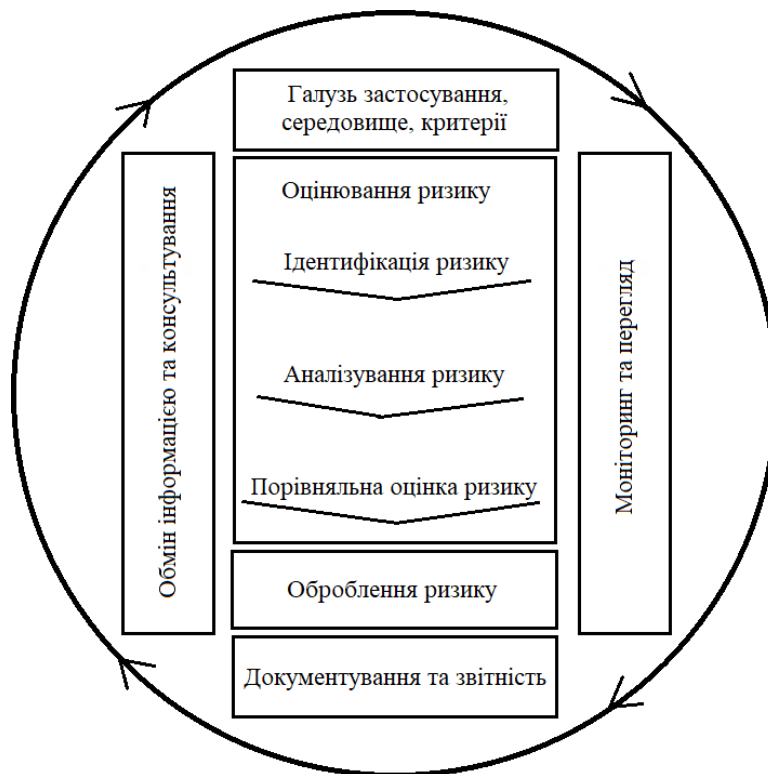 Галузь застосування,
середовище, критерії
Обмін інформацією та консультування
Оцінювання ризику
Ідентифікація ризику
Аналізування ризику
Порівняльна оцінка ризику
Моніторинг та перегляд
Оброблення ризику
Документування та звітність